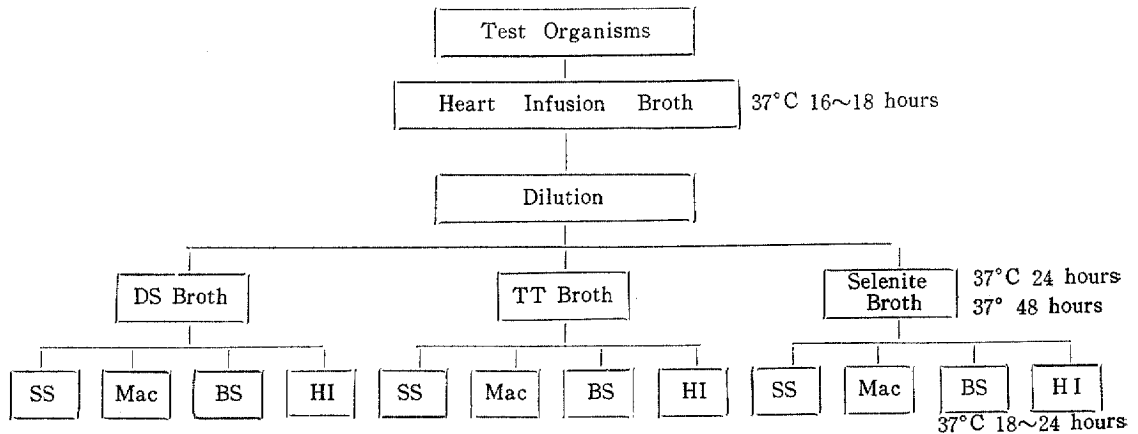 Test Organisms
Heart Infusion Broth
37°C 16~18 hours
Dilution
DS Broth
TT Broth
Selenite
Broth
37°C 24 hours
37° 48 hours
SS Mac BS HI SS Mac BS HI SS Mac BS HI
37°C 18~24 hours